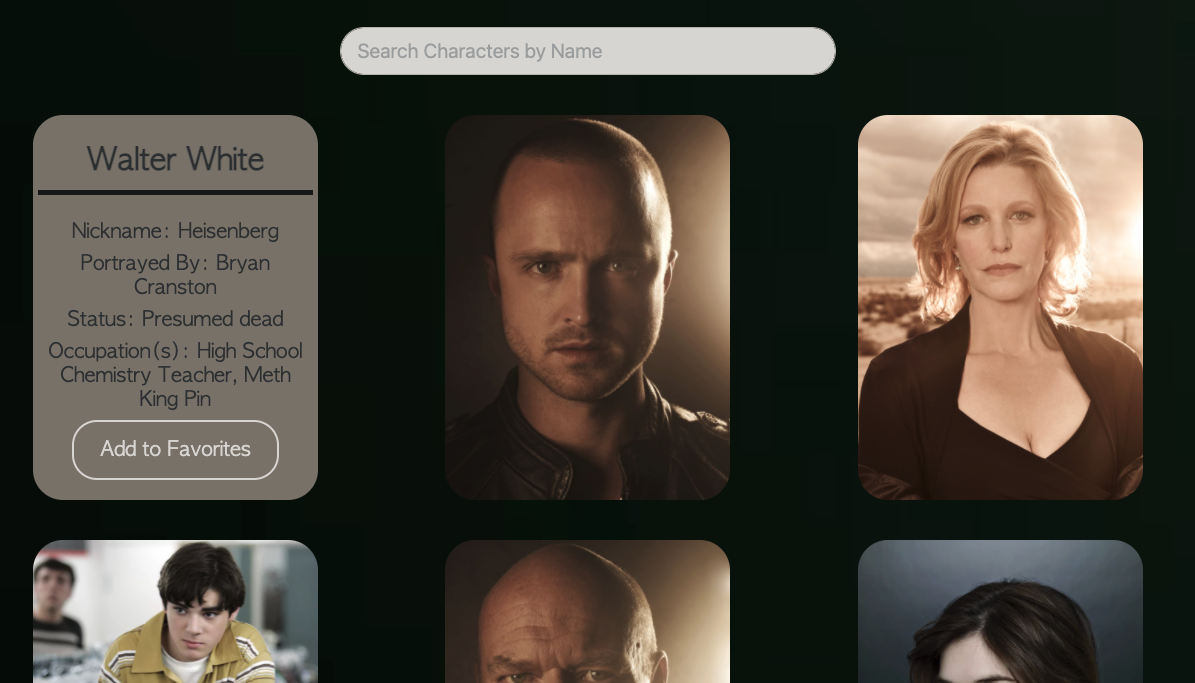 Search Characters by Name
Walter White
Nickname: Heisenberg
Portrayed By: Bryan
Cranston
Status: Presumed dead
Occupation(s): High School
Chemistry Teacher, Meth
King Pin
Add to Favorites